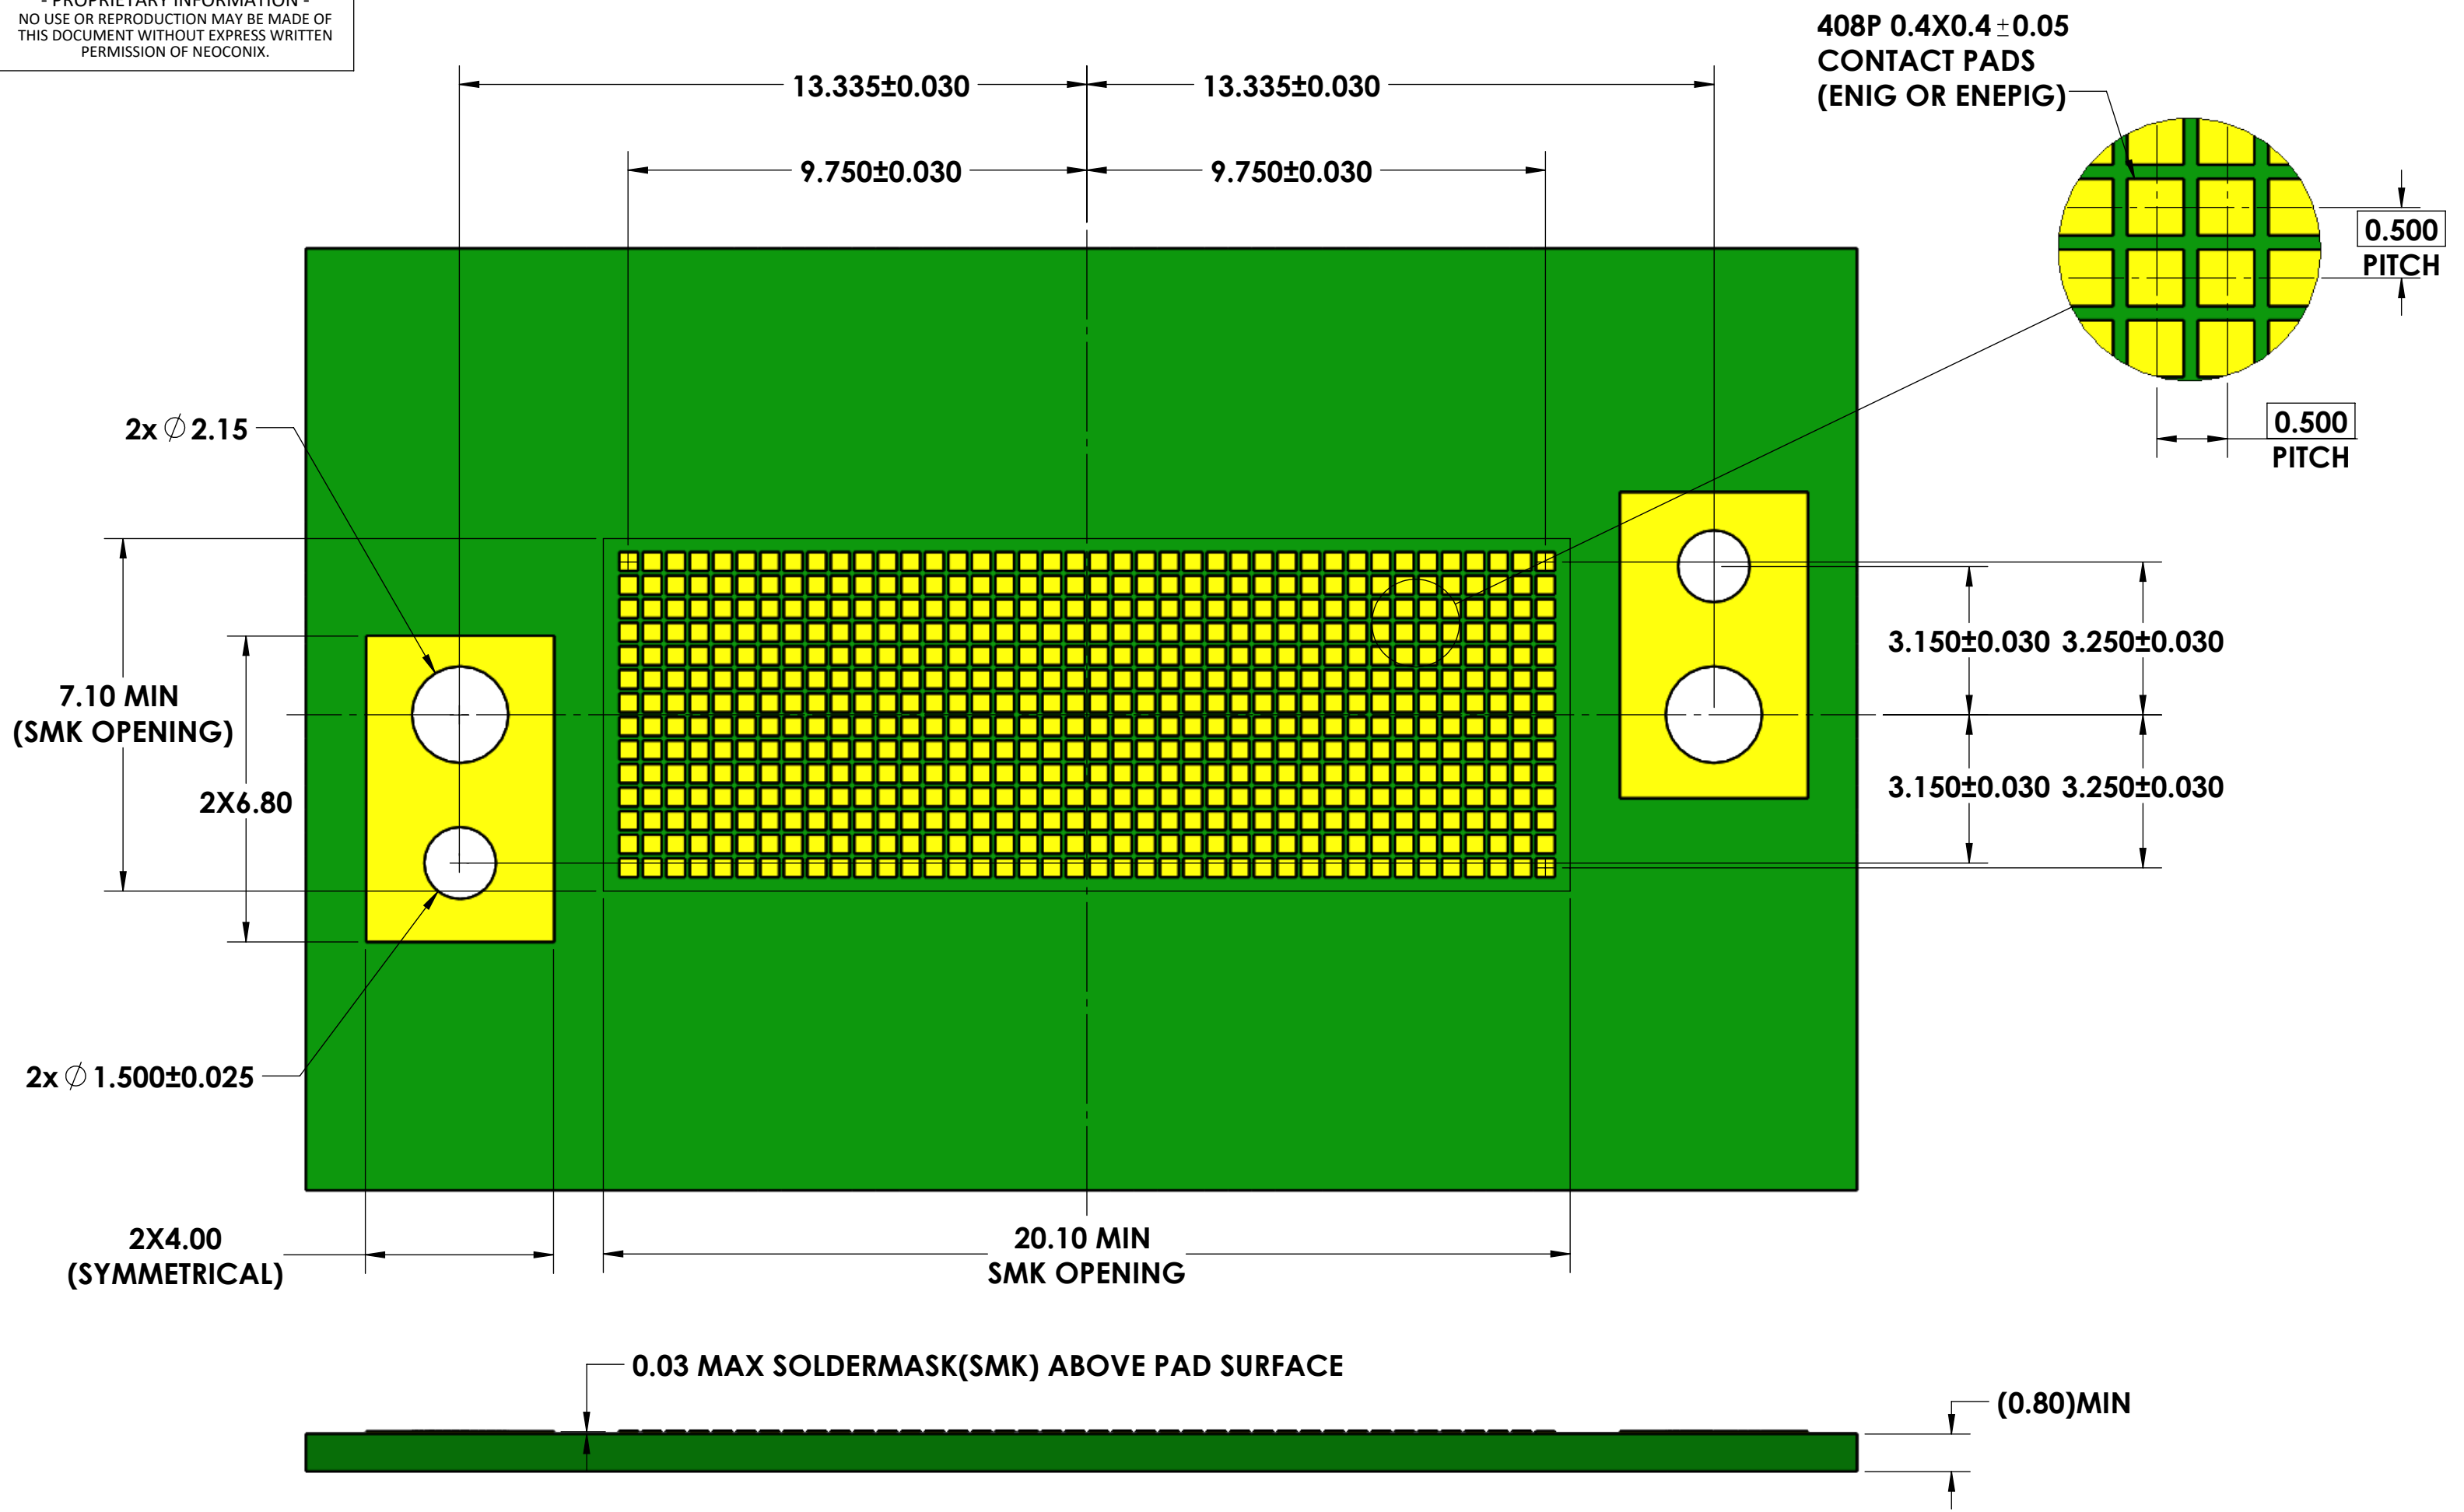 - PROPRIETARY INFORMATION -
NO USE OR REPRODUCTION MAY BE MADE OF
THIS DOCUMENT WITHOUT EXPRESS WRITTEN
PERMISSION OF NEOCONIX.
408P 0.4X0.4 ±0.05
CONTACT PADS
(ENIG OR ENEPIG)
13.335±0.030
13.335±0.030
9.750±0.030
9.750±0.030
0.500
PITCH
0.500
PITCH
2x ∅ 2.15
3.150±0.030
3.250±0.030
7.10 MIN
(SMK OPENING)
2X6.80
3.150±0.030
3.250±0.030
2x ∅ 1.500±0.025
2X4.00
(SYMMETRICAL)
20.10 MIN
SMK OPENING
0.03 MAX SOLDERMASK(SMK) ABOVE PAD SURFACE
(0.80)MIN